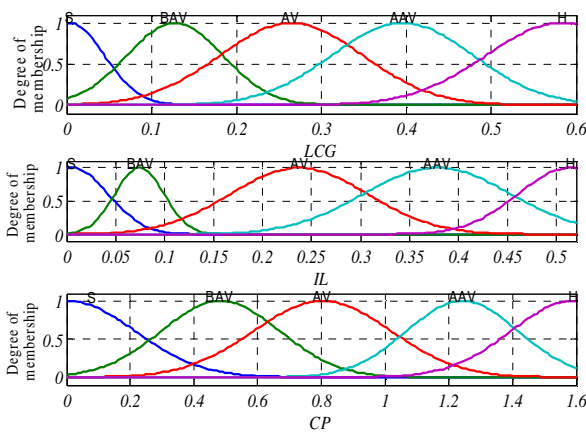 S BAV AV AAV H
Degree of
membership
1
0.5
0
0 0.1 0.2 0.3 0.4 0.5 0.6
LCG
S BAV AV AAV H
Degree of
membership
1
0.5
0
0 0.05 0.1 0.15 0.2 0.25 0.3 0.35 0.4 0.45 0.5
IL
S BAV AV AAV H
Degree of
membership
1
0.5
0
0 0.2 0.4 0.6 0.8 1 1.2 1.4 1.6
CP